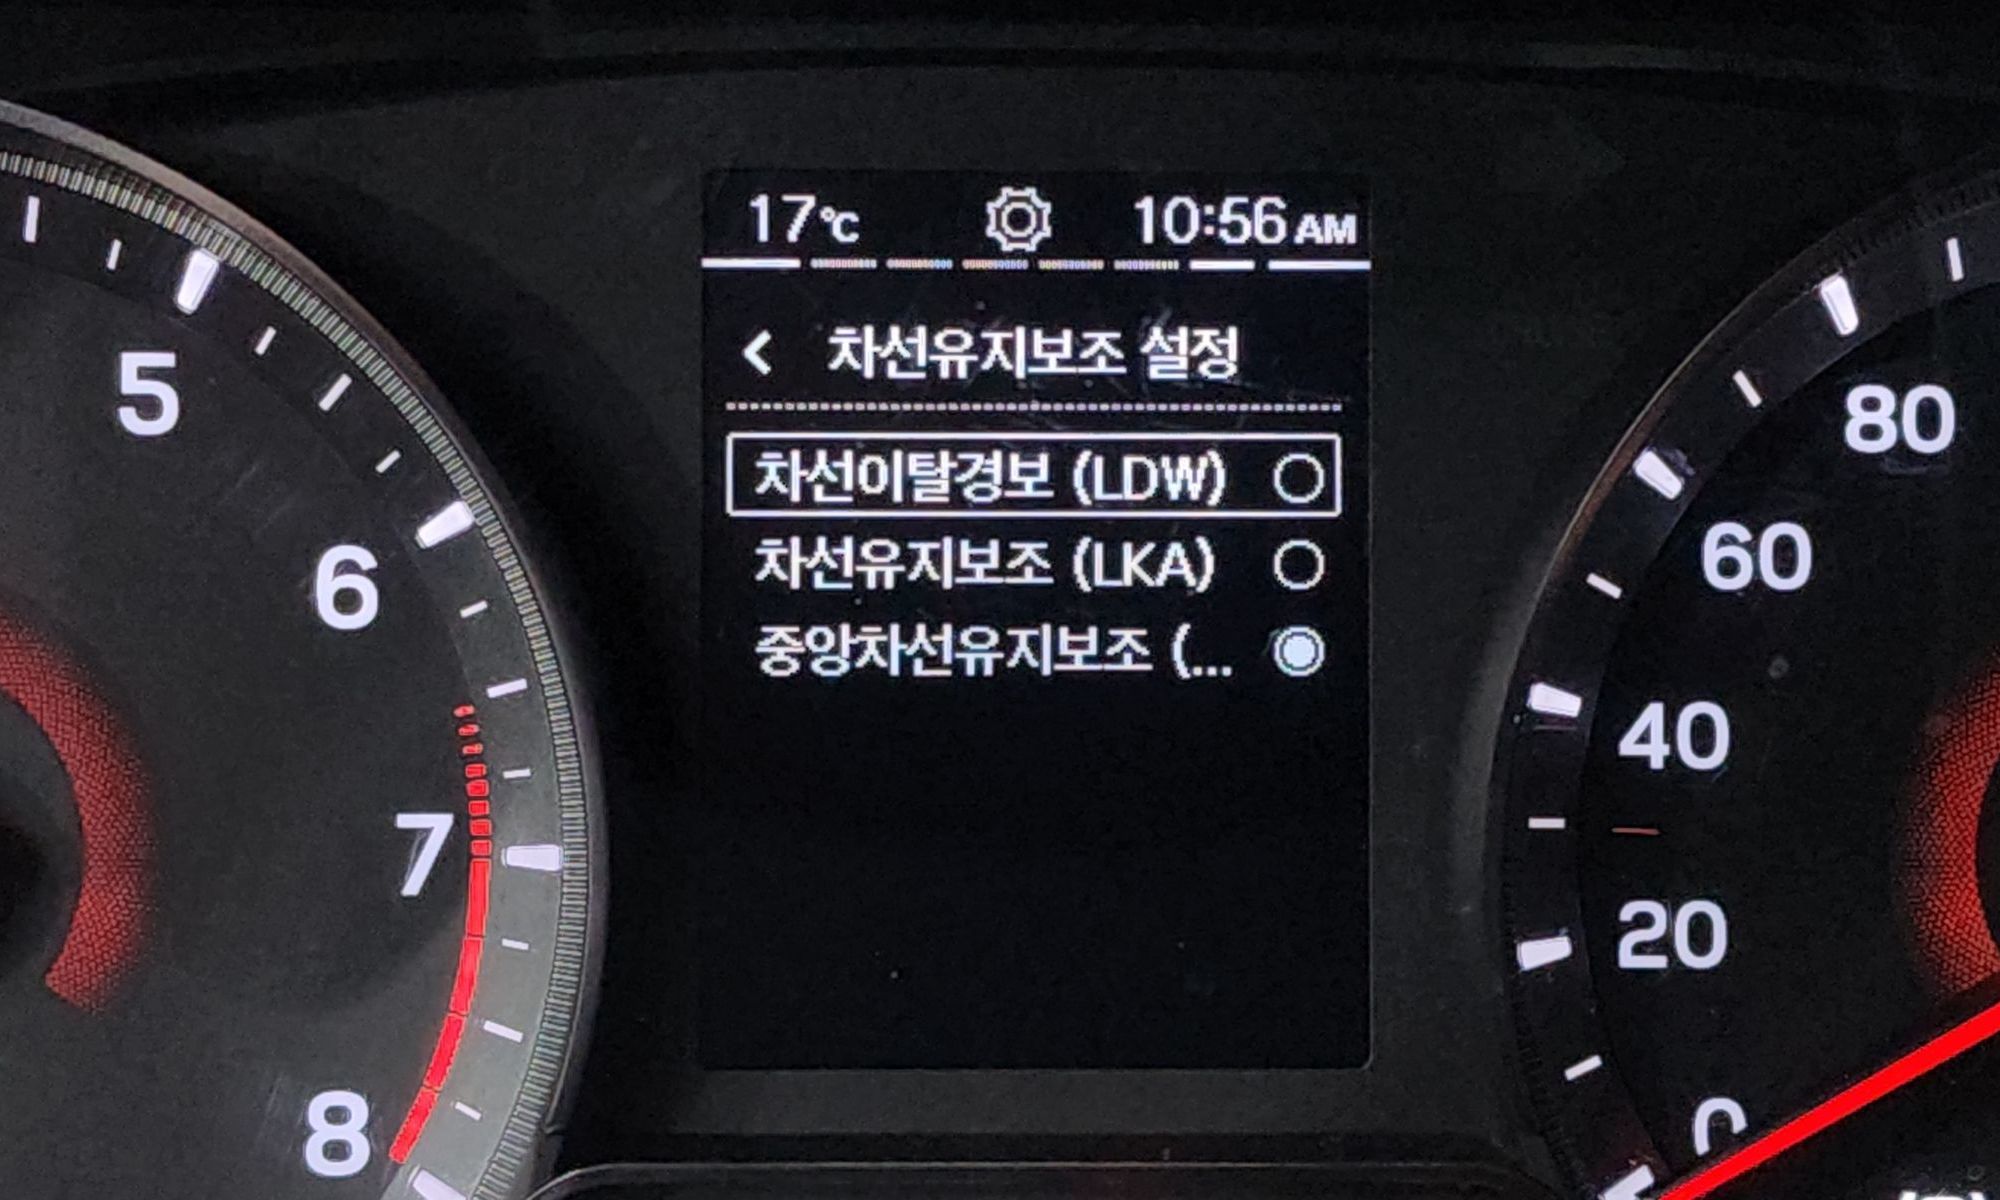 17℃ 10:56 AM
차선유지보조 설정
차선이탈경보 (LDW)
차선유지보조 (LKA)
중앙차선유지보조 (...
5
6
7
8
80
60
40
20
0